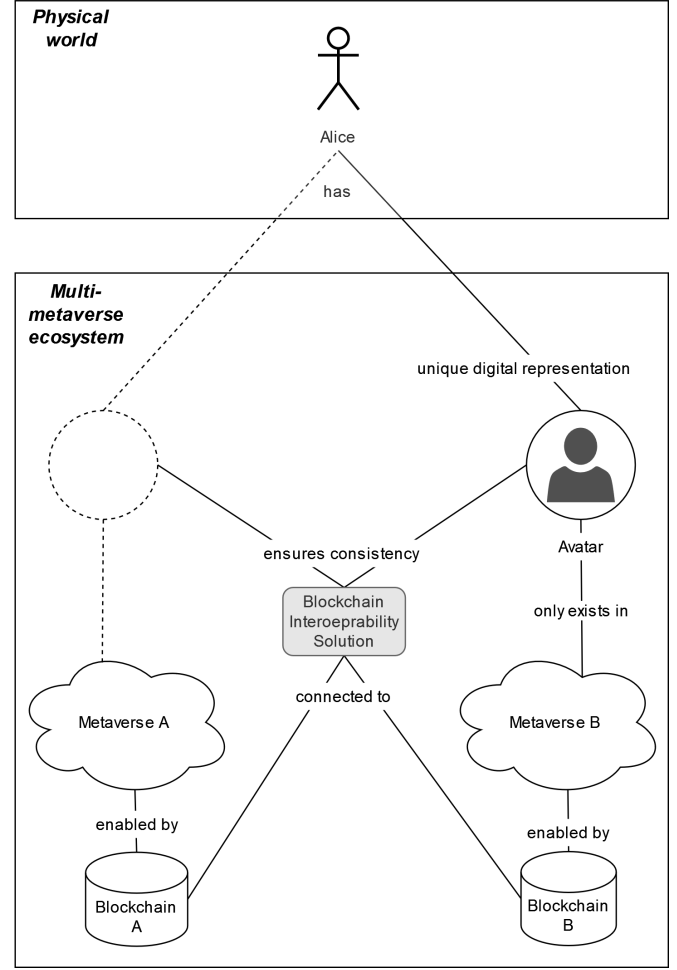 Physical
world
Alice
has
Multi-
metaverse
ecosystem
unique digital representation
Avatar
ensures consistency
Blockchain
Interoeprability
Solution
only exists in
connected to
Metaverse A
Metaverse B
enabled by
enabled by
Blockchain
A
Blockchain
B